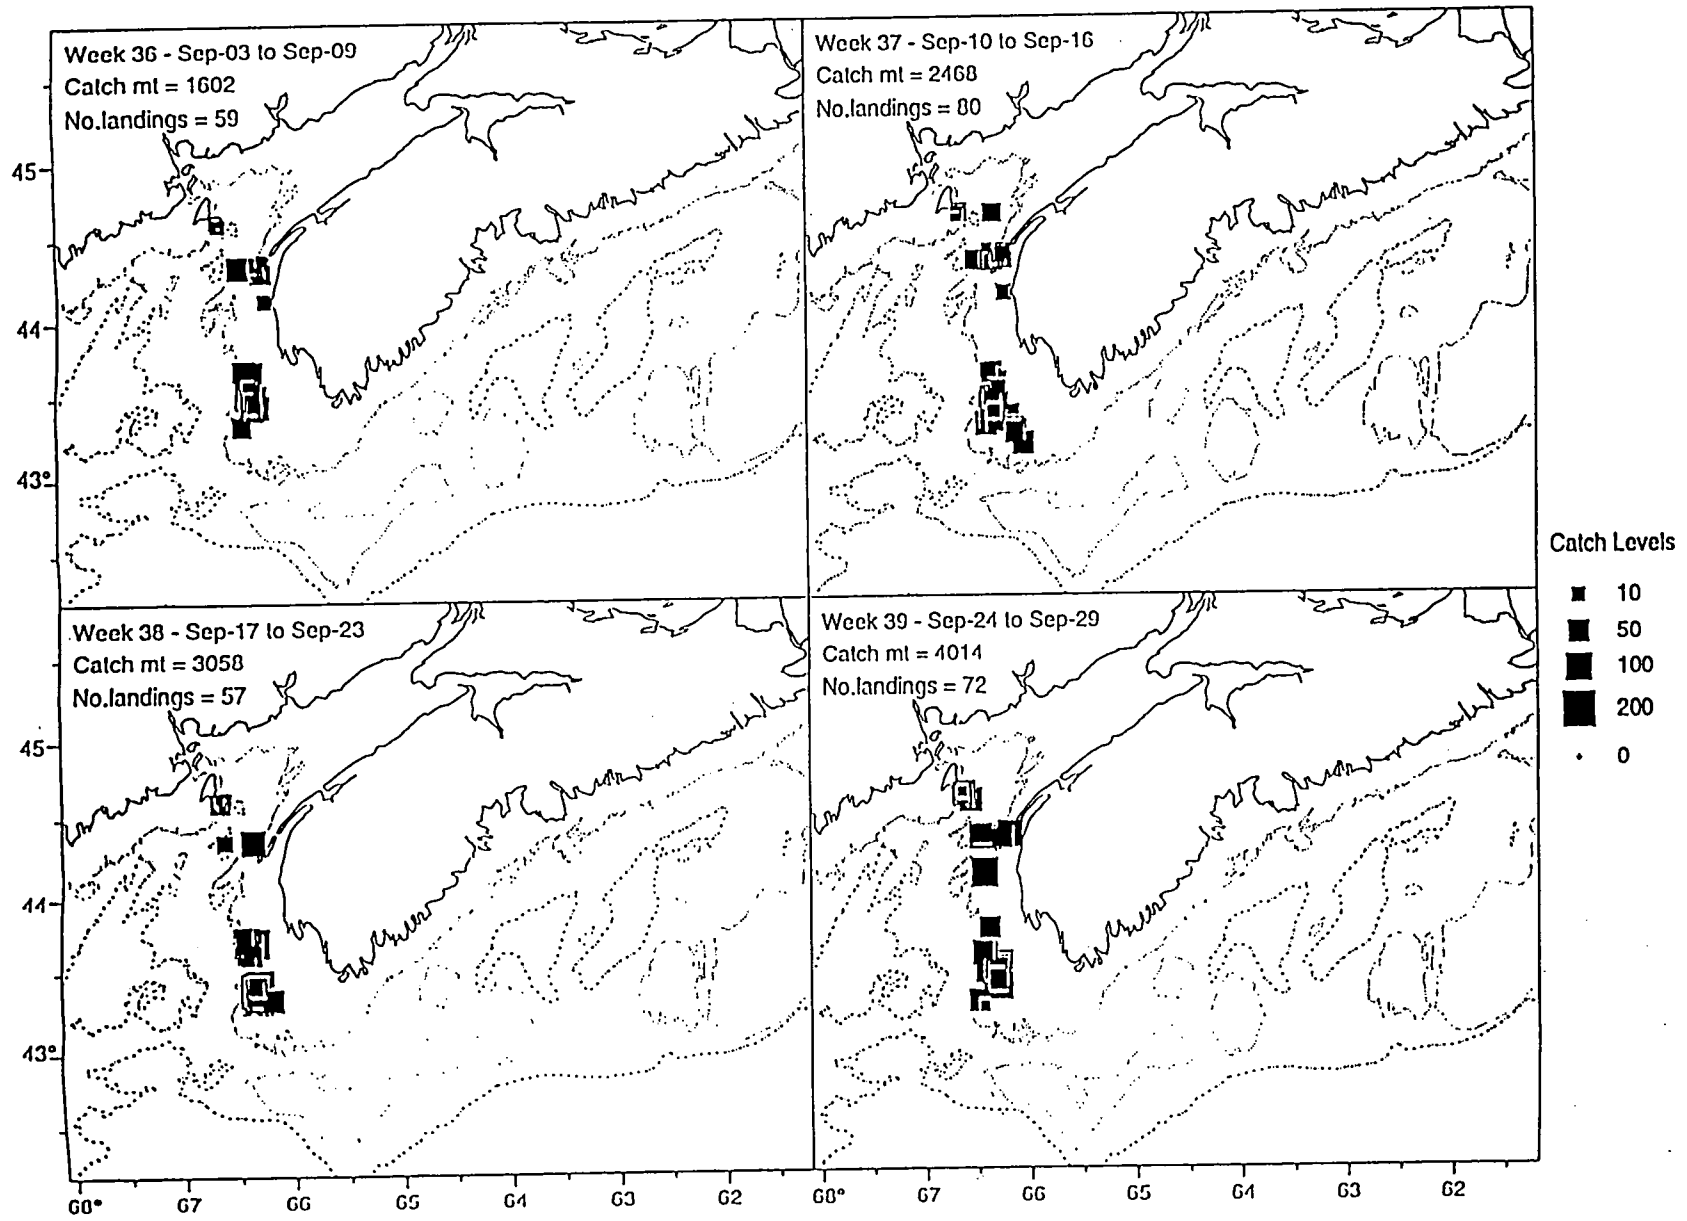 Week 36 - Sep-03 to Sep-09
Catch mt = 1602
No.landings = 59
Week 37 - Sep-10 to Sep-16
Catch mt = 2468
No.landings = 80
45
44
43°
Catch Levels
10
50
100
200
0
Week 38 - Sep-17 to Sep-23
Catch mt = 3058
No.landings = 57
Week 39 - Sep-24 to Sep-29
Catch mt = 4014
No.landings = 72
45
44
43°
68° 67 66 65 64 63 62
68° 67 66 65 64 63 62